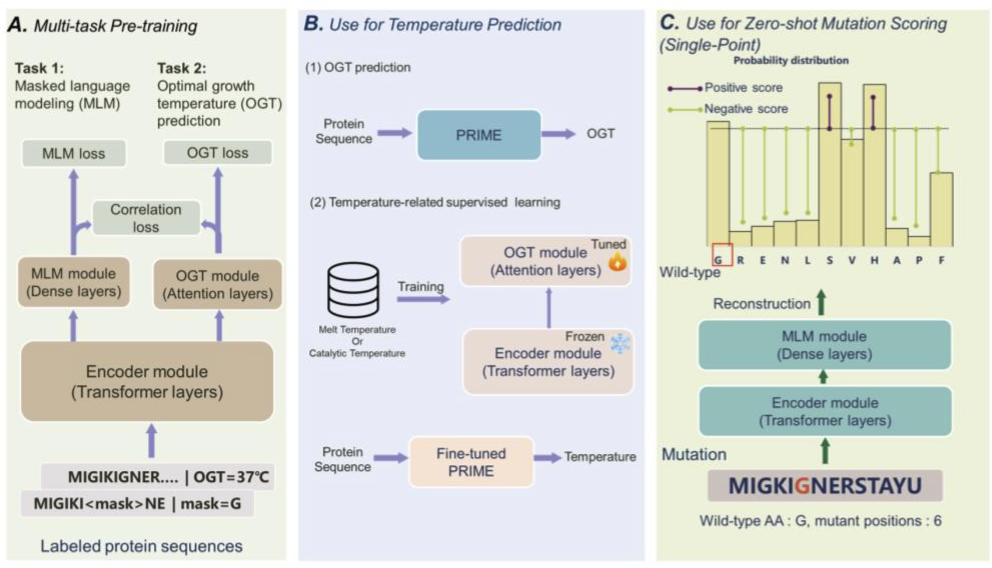 A. Multi-task Pre-training
Task 1:
Masked language
modeling (MLM)
Task 2:
Optimal growth
temperature (OGT)
prediction
MLM loss
OGT loss
Correlation
loss
MLM module
(Dense layers)
OGT module
(Attention layers)
Encoder module
(Transformer layers)
MIGIKIGNER.... | OGT=37℃
MIGIKI<mask>NE | mask=G
Labeled protein sequences
B. Use for Temperature Prediction
(1) OGT prediction
Protein
Sequence
PRIME
OGT
(2) Temperature-related supervised learning
Melt Temperature
Or
Catalytic Temperature
Training
Tuned
OGT module
(Attention layers)
Frozen
Encoder module
(Transformer layers)
Protein
Sequence
Fine-tuned
PRIME
Temperature
C. Use for Zero-shot Mutation Scoring
(Single-Point)
Probability distribution
Positive score
Negative score
G R E N L S V H A P F
Wild-type
Reconstruction
MLM module
(Dense layers)
Encoder module
(Transformer layers)
Mutation
MIGKIGNERSTAYU
Wild-type AA : G, mutant positions : 6